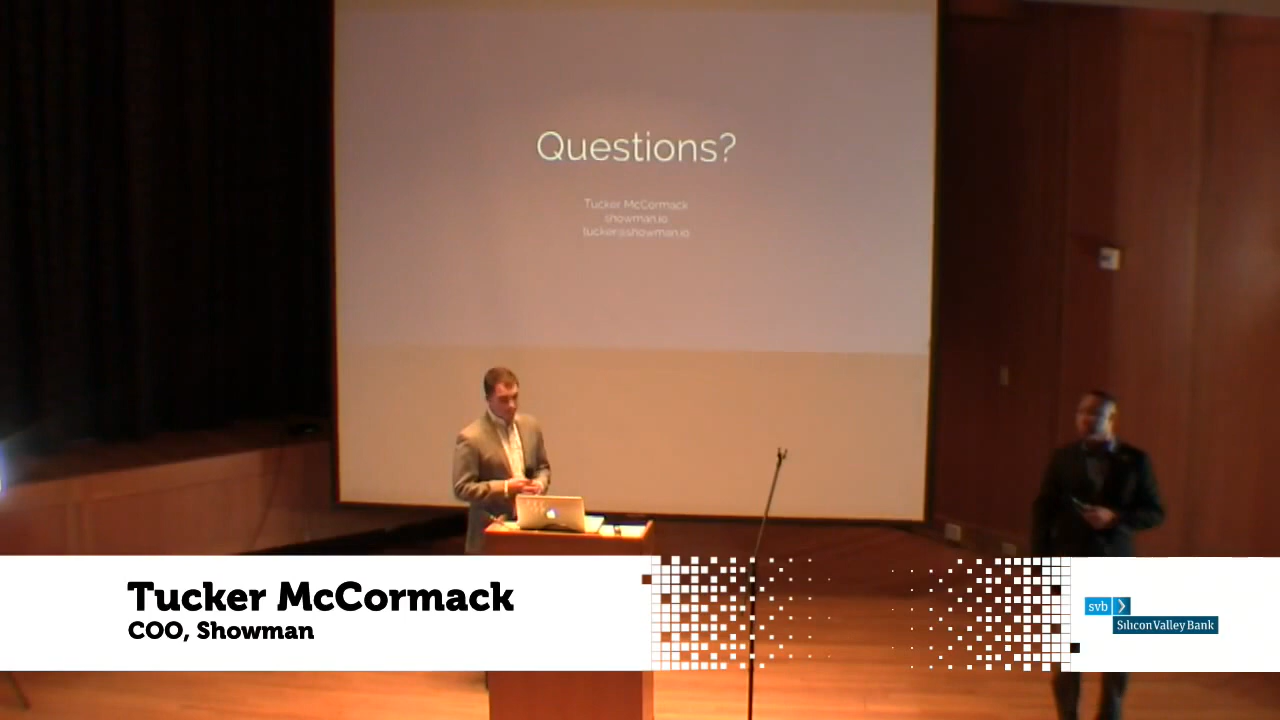 Questions?
Tucker McCormack
showman.io
tucker@showman.io
Tucker McCormack
COO, Showman
svb
Silicon Valley Bank